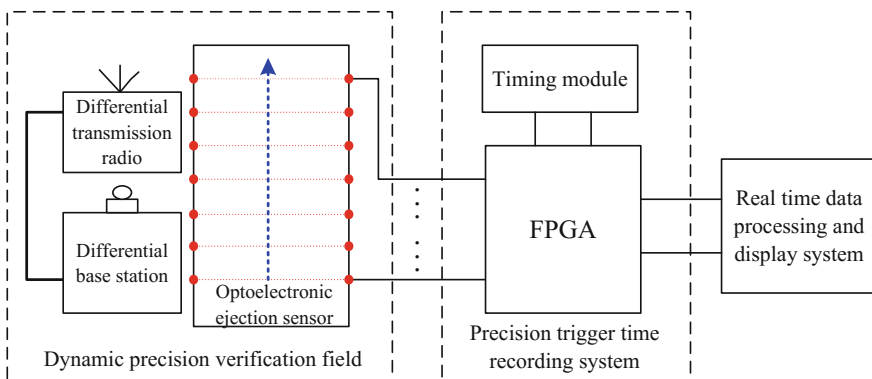 Differential
transmission
radio
Differential
base station
Optoelectronic
ejection sensor
Dynamic precision verification field
Timing module
FPGA
Precision trigger time
recording system
Real time data
processing and
display system